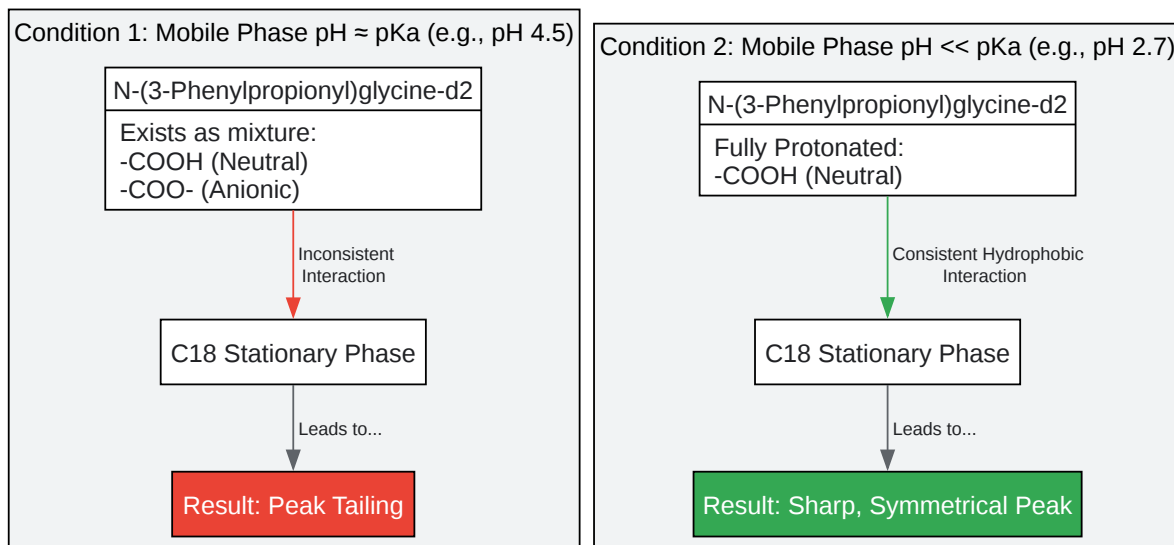 Condition 1: Mobile Phase pH ≈ pKa (e.g., pH 4.5)
N-(3-Phenylpropionyl)glycine-d2
Exists as mixture:
-COOH (Neutral)
-COO- (Anionic)
Inconsistent
Interaction
C18 Stationary Phase
Leads to...
Result: Peak Tailing
Condition 2: Mobile Phase pH << pKa (e.g., pH 2.7)
N-(3-Phenylpropionyl)glycine-d2
Fully Protonated:
-COOH (Neutral)
Consistent Hydrophobic
Interaction
C18 Stationary Phase
Leads to...
Result: Sharp, Symmetrical Peak